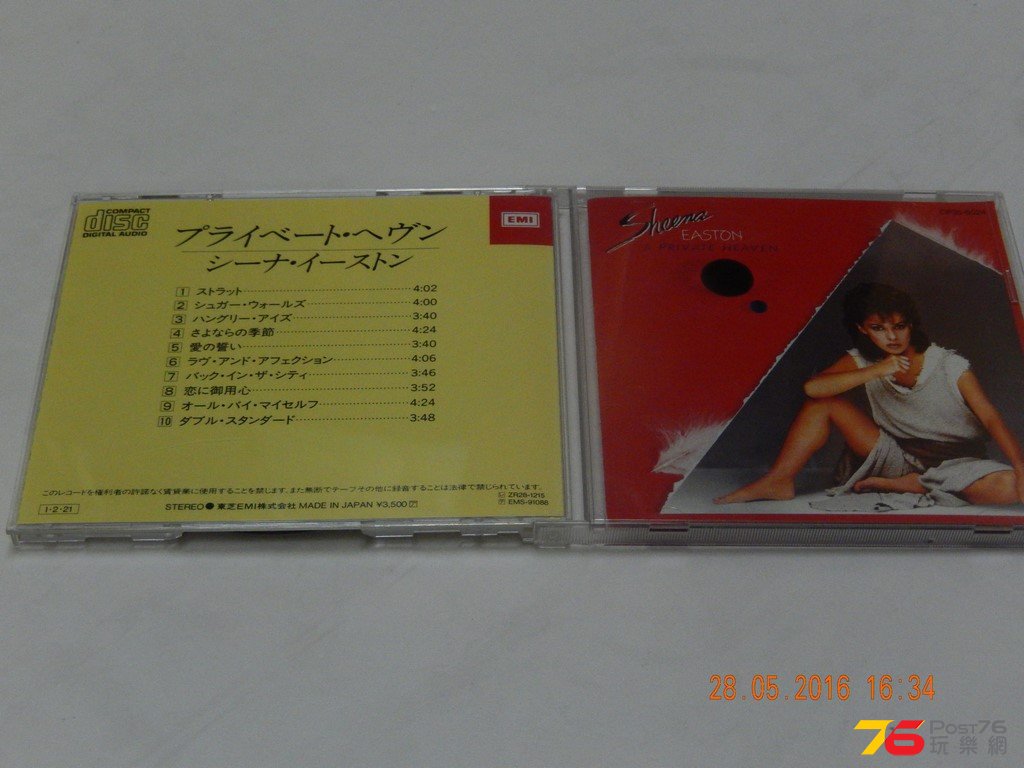 COMPACT
disc
DIGITAL AUDIO
プライベート・ヘヴン
シーナ・イーストン
EMI
1 ストラット 4:02
2 シュガー・ウォールズ 4:00
3 ハングリー・アイズ 3:40
4 さよならの季節 4:24
5 愛の誓い 3:40
6 ラヴ・アンド・アフェクション 4:06
7 バック・イン・ザ・シティ 3:46
8 恋に御用心 3:52
9 オール・バイ・マイセルフ 4:24
10 ダブル・スタンダード 3:48
このレコードを権利者の許諾なく賃貸業に使用することを禁じます。また無断でテープその他に録音することは法律で禁じられています。
1・2・21
STEREO 東芝EMI株式会社 MADE IN JAPAN ¥3,500
ZR28-1215
EMS-91088
Sheena
EASTON
A PRIVATE HEAVEN
28.05.2016 16:34
76 POST76
玩樂網